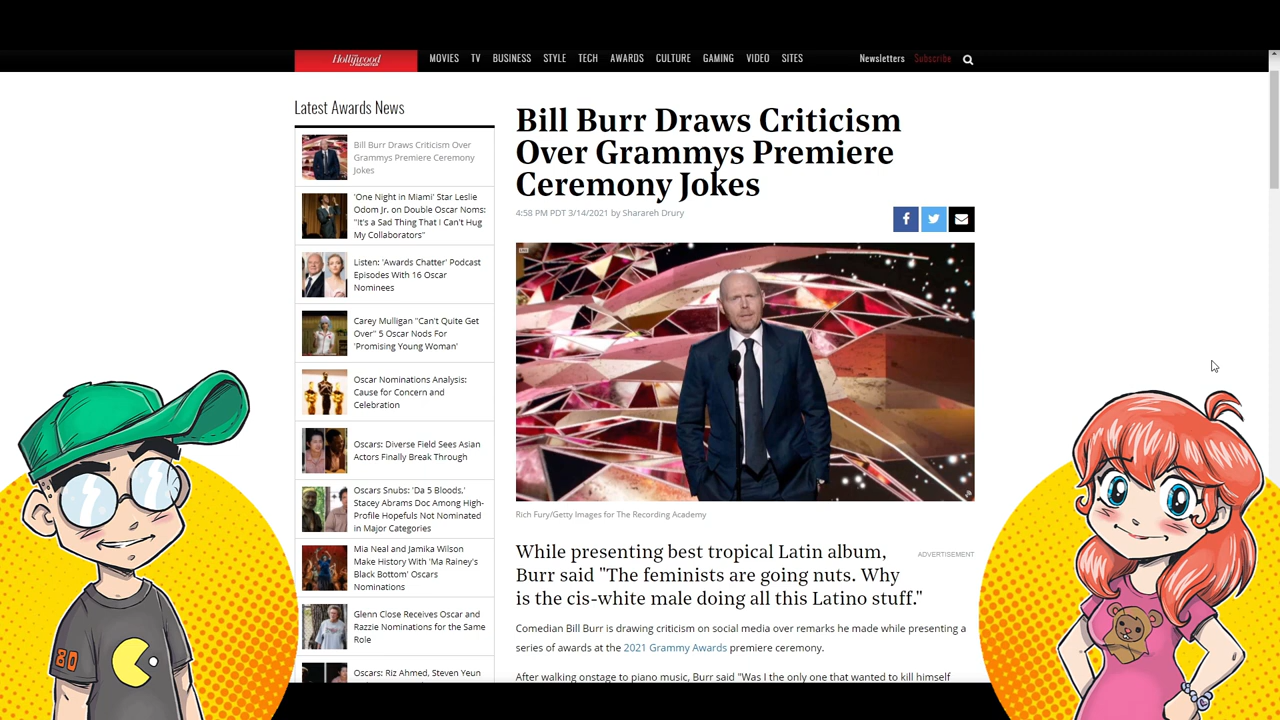 Hollywood
REPORTER
MOVIES TV BUSINESS STYLE TECH AWARDS CULTURE GAMING VIDEO SITES
Newsletters Subscribe
Latest Awards News
Bill Burr Draws Criticism Over
Grammys Premiere Ceremony
Jokes
'One Night in Miami' Star Leslie
Odom Jr. on Double Oscar Noms:
"It's a Sad Thing That I Can't Hug
My Collaborators"
Listen: 'Awards Chatter' Podcast
Episodes With 16 Oscar
Nominees
Carey Mulligan "Can't Quite Get
Over" 5 Oscar Nods For
'Promising Young Woman'
Oscar Nominations Analysis:
Cause for Concern and
Celebration
Oscars: Diverse Field Sees Asian
Actors Finally Break Through
Oscars Snubs: 'Da 5 Bloods,'
Stacey Abrams Doc Among High-
Profile Hopefuls Not Nominated
in Major Categories
Mia Neal and Jamika Wilson
Make History With 'Ma Rainey's
Black Bottom' Oscars
Nominations
Glenn Close Receives Oscar and
Razzie Nominations for the Same
Role
Oscars: Riz Ahmed, Steven Yeun
Bill Burr Draws Criticism
Over Grammys Premiere
Ceremony Jokes
4:58 PM PDT 3/14/2021 by Sharareh Drury
Rich Fury/Getty Images for The Recording Academy
While presenting best tropical Latin album,
Burr said "The feminists are going nuts. Why
is the cis-white male doing all this Latino stuff."
ADVERTISEMENT
Comedian Bill Burr is drawing criticism on social media over remarks he made while presenting a
series of awards at the 2021 Grammy Awards premiere ceremony.
After walking onstage to piano music, Burr said "Was I the only one that wanted to kill himself
80